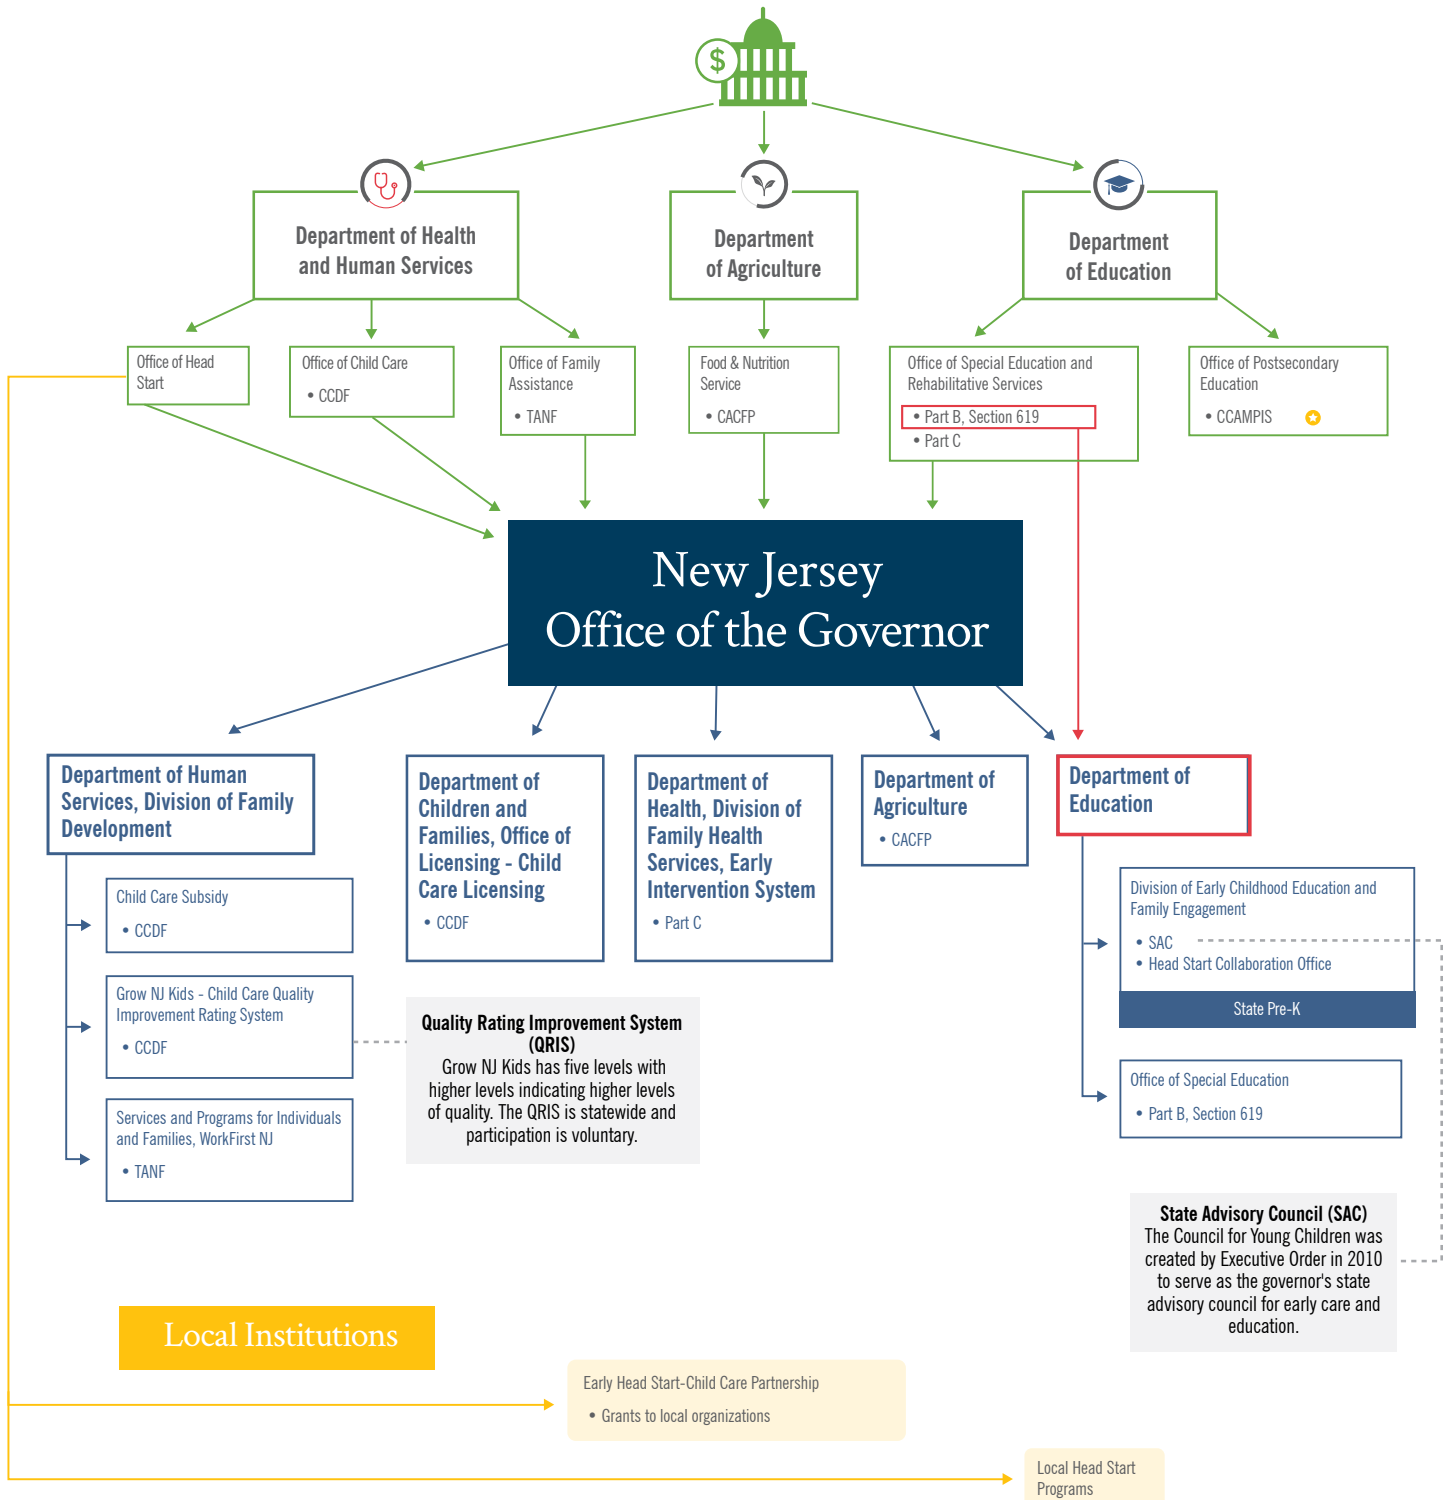 $
Department of Health
and Human Services
Department
of Agriculture
Department
of Education
Office of Head
Start
Office of Child Care
• CCDF
Office of Family
Assistance
• TANF
Food & Nutrition
Service
• CACFP
Office of Special Education and
Rehabilitative Services
• Part B, Section 619
• Part C
Office of Postsecondary
Education
• CCAMPIS
New Jersey
Office of the Governor
Department of Human
Services, Division of Family
Development
Child Care Subsidy
• CCDF
Grow NJ Kids - Child Care Quality
Improvement Rating System
• CCDF
Services and Programs for Individuals
and Families, WorkFirst NJ
• TANF
Department of
Children and
Families, Office of
Licensing - Child
Care Licensing
• CCDF
Department of
Health, Division of
Family Health
Services, Early
Intervention System
• Part C
Department of
Agriculture
• CACFP
Department of
Education
Division of Early Childhood Education and
Family Engagement
• SAC
• Head Start Collaboration Office
State Pre-K
Office of Special Education
• Part B, Section 619
Quality Rating Improvement System
(QRIS)
Grow NJ Kids has five levels with
higher levels indicating higher levels
of quality. The QRIS is statewide and
participation is voluntary.
State Advisory Council (SAC)
The Council for Young Children was
created by Executive Order in 2010
to serve as the governor's state
advisory council for early care and
education.
Local Institutions
Early Head Start-Child Care Partnership
• Grants to local organizations
Local Head Start
Programs